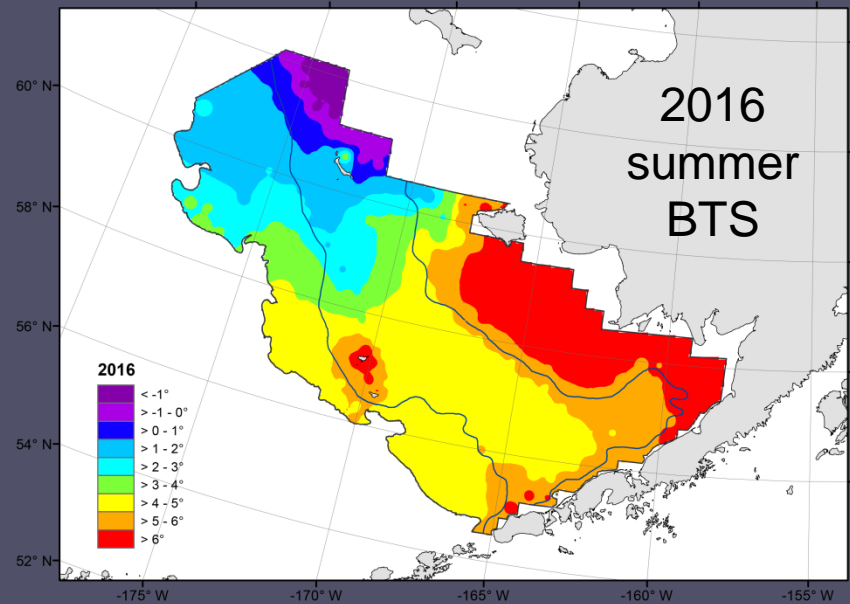 2016
summer
BTS
60° N
58° N
56° N
54° N
52° N
2016
< -1°
> -1 - 0°
> 0 - 1°
> 1 - 2°
> 2 - 3°
> 3 - 4°
> 4 - 5°
> 5 - 6°
> 6°
-175° W
-170° W
-165° W
-160° W
-155° W